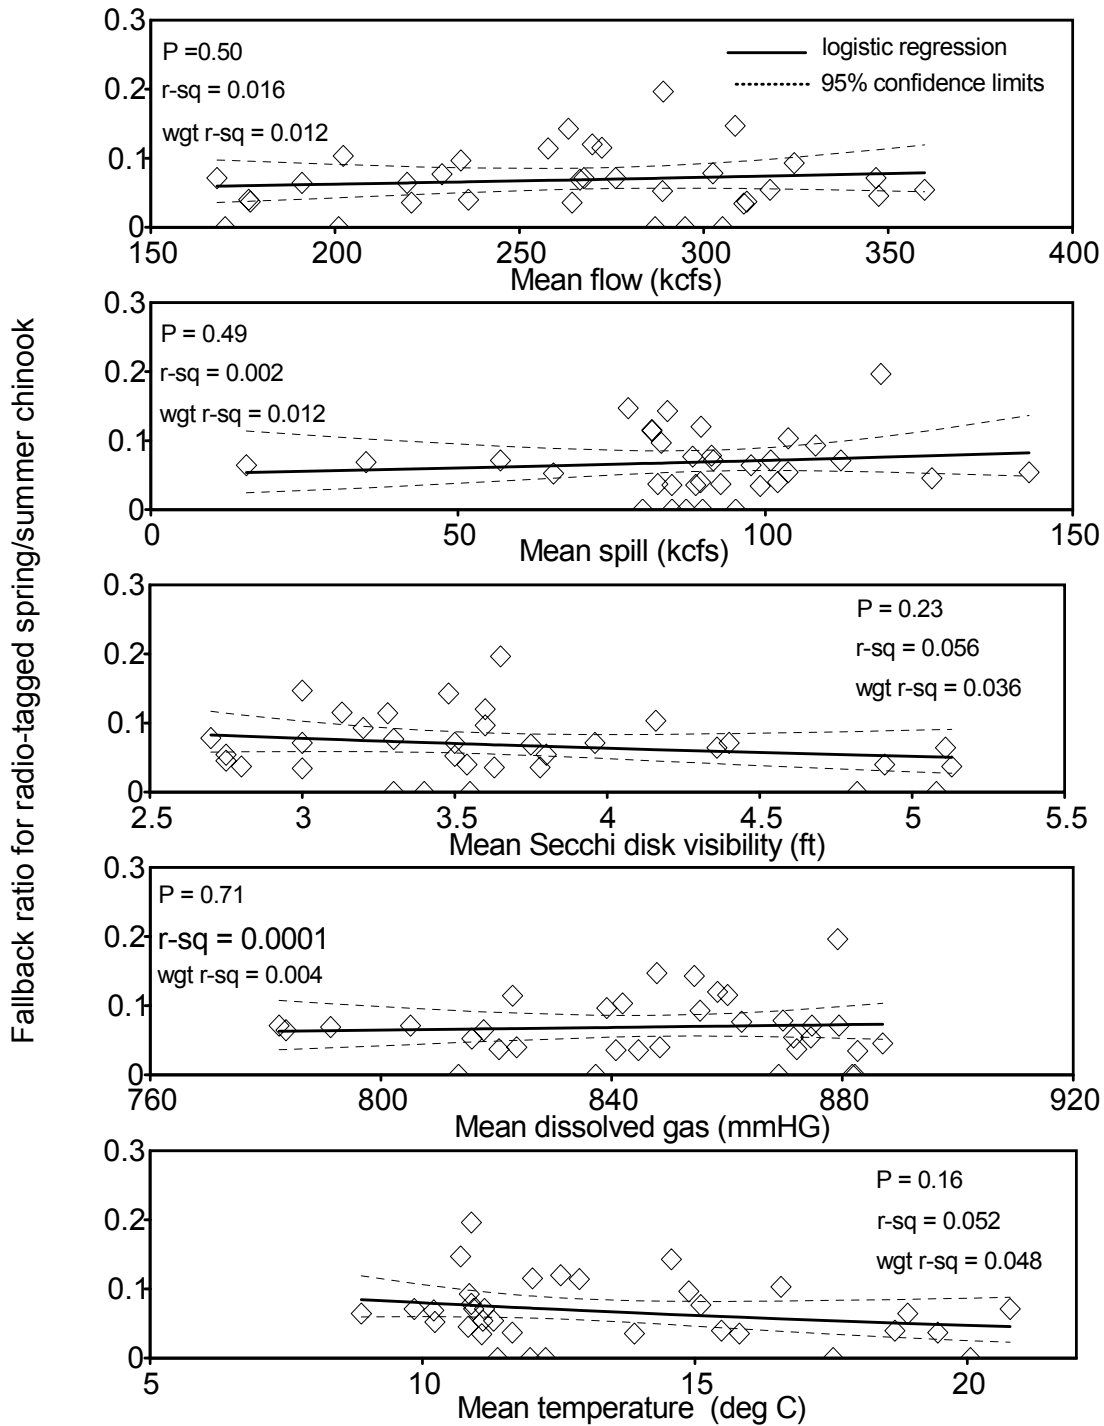 Fallback ratio for radio-tagged spring/summer chinook
0.3
0.2
0.1
0
P =0.50
r-sq = 0.016
wgt r-sq = 0.012
logistic regression
95% confidence limits
150 200 250 300 350 400
Mean flow (kcfs)
0.3
0.2
0.1
0
P = 0.49
r-sq = 0.002
wgt r-sq = 0.012
0 50 100 150
Mean spill (kcfs)
0.3
0.2
0.1
0
P = 0.23
r-sq = 0.056
wgt r-sq = 0.036
2.5 3 3.5 4 4.5 5 5.5
Mean Secchi disk visibility (ft)
0.3
0.2
0.1
0
P = 0.71
r-sq = 0.0001
wgt r-sq = 0.004
760 800 840 880 920
Mean dissolved gas (mmHG)
0.3
0.2
0.1
0
P = 0.16
r-sq = 0.052
wgt r-sq = 0.048
5 10 15 20
Mean temperature (deg C)